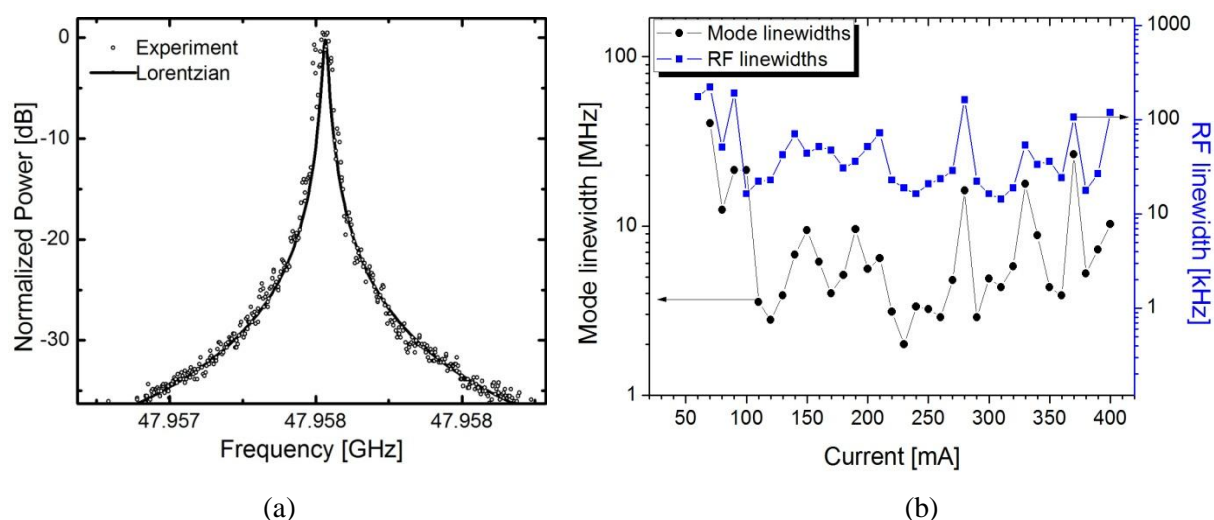 Normalized Power [dB]
0
-10
-20
-30
Experiment
Lorentzian
47.957
47.958
47.958
Frequency [GHz]
(a)
Mode linewidth [MHz]
100
10
1
Mode linewidths
RF linewidths
1000
100
10
1
RF linewidth [kHz]
50
100
150
200
250
300
350
400
Current [mA]
(b)